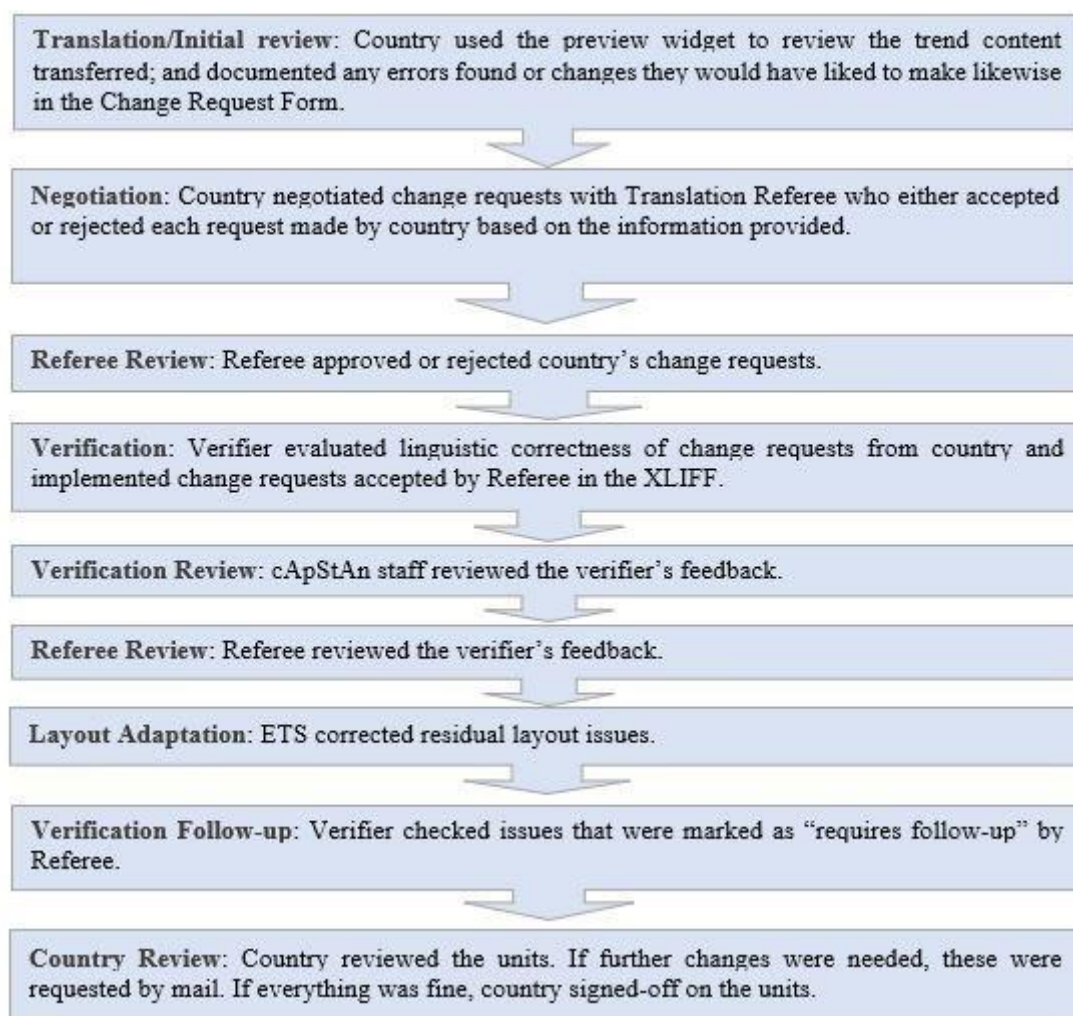 Translation/Initial review: Country used the preview widget to review the trend content
transferred; and documented any errors found or changes they would have liked to make likewise
in the Change Request Form.
Negotiation: Country negotiated change requests with Translation Referee who either accepted
or rejected each request made by country based on the information provided.
Referee Review: Referee approved or rejected country’s change requests.
Verification: Verifier evaluated linguistic correctness of change requests from country and
implemented change requests accepted by Referee in the XLIFF.
Verification Review: cApStAn staff reviewed the verifier’s feedback.
Referee Review: Referee reviewed the verifier’s feedback.
Layout Adaptation: ETS corrected residual layout issues.
Verification Follow-up: Verifier checked issues that were marked as “requires follow-up” by
Referee.
Country Review: Country reviewed the units. If further changes were needed, these were
requested by mail. If everything was fine, country signed-off on the units.